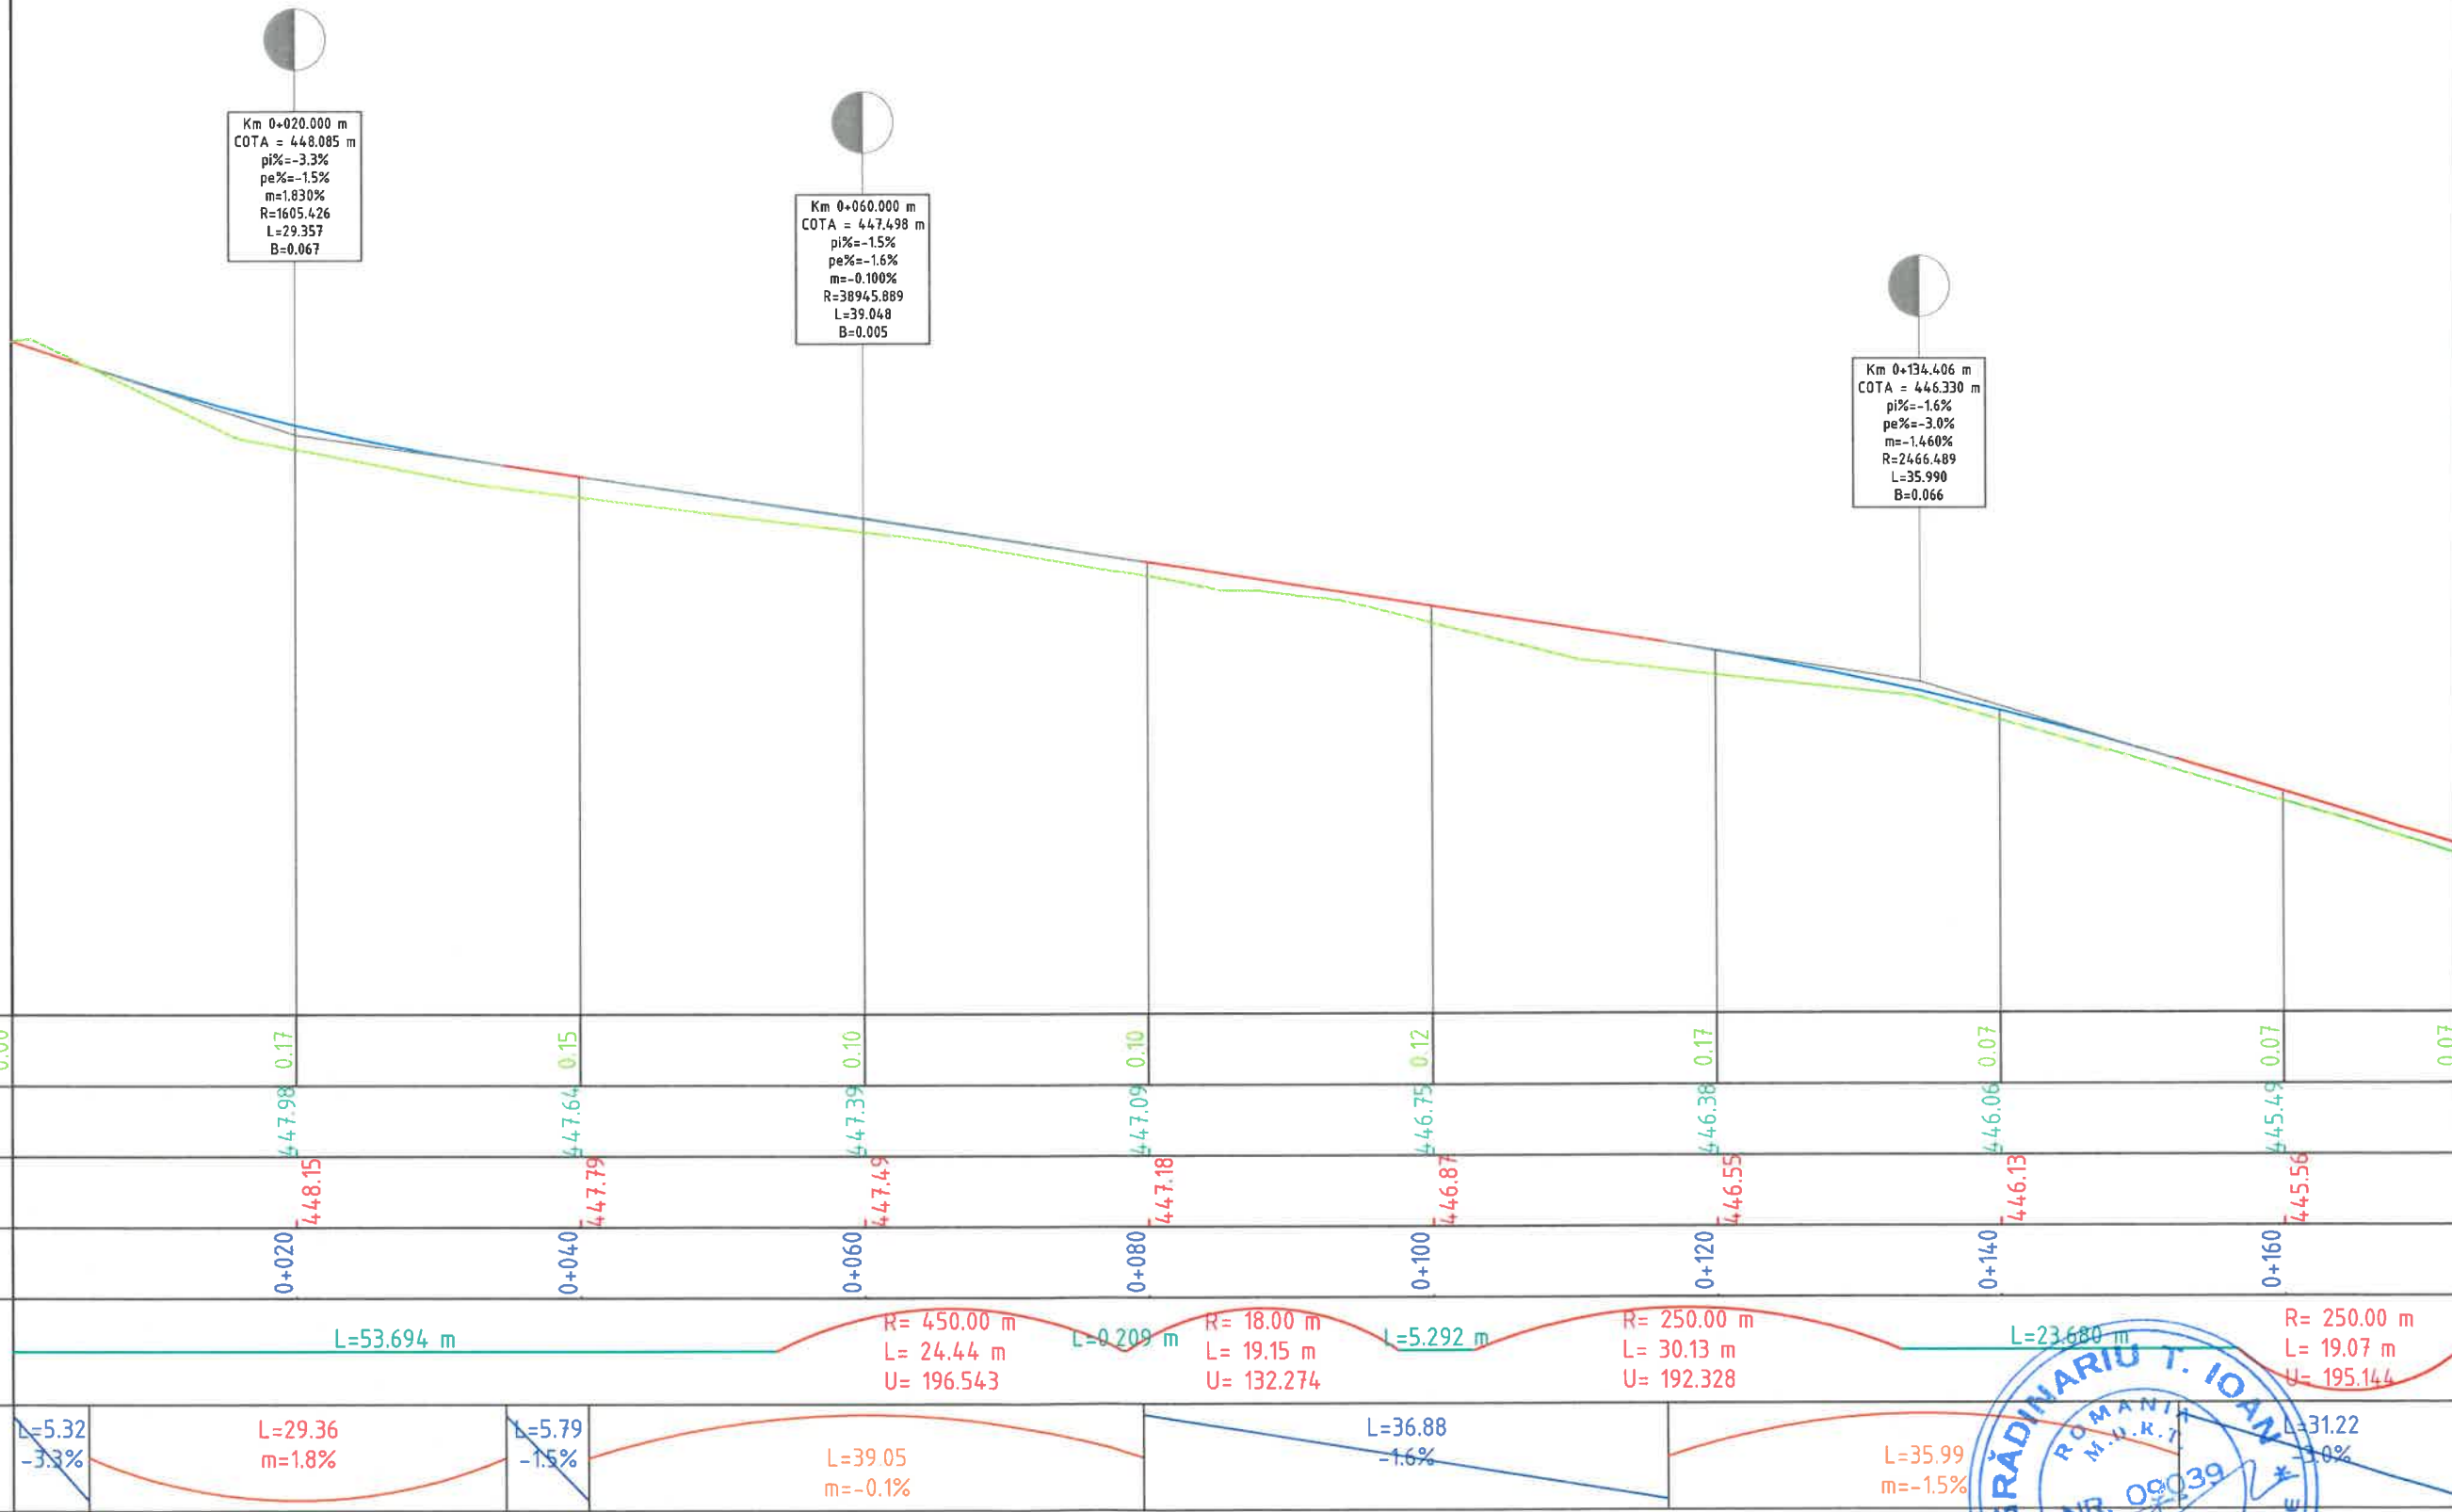 Km 0+020.000 m
COTA = 448.085 m
pi%=-3.3%
pe%=-1.5%
m=1.830%
R=1605.426
L=29.357
B=0.067
Km 0+060.000 m
COTA = 447.498 m
pi%=-1.5%
pe%=-1.6%
m=-0.100%
R=38945.889
L=39.048
B=0.005
Km 0+134.406 m
COTA = 446.330 m
pi%=-1.6%
pe%=-3.0%
m=-1.460%
R=2466.489
L=35.990
B=0.066
0.17 0.15 0.10 0.10 0.12 0.17 0.07 0.07 0.07
447.98 447.64 447.39 447.09 446.75 446.38 446.06 445.49
448.15 447.79 447.49 447.18 446.87 446.55 446.13 445.56
0+020 0+040 0+060 0+080 0+100 0+120 0+140 0+160
L=53.694 m
R= 450.00 m
L= 24.44 m
U= 196.543
L=0.209 m
R= 18.00 m
L= 19.15 m
U= 132.274
L=5.292 m
R= 250.00 m
L= 30.13 m
U= 192.328
L=23.680 m
R= 250.00 m
L= 19.07 m
U= 195.144
L=5.32
-3.3%
L=29.36
m=1.8%
L=5.79
-1.5%
L=39.05
m=-0.1%
L=36.88
-1.6%
L=35.99
m=-1.5%
L=31.22
-3.0%
RĂDINARIU T. IOAN
ROMANIA
NR. 09039